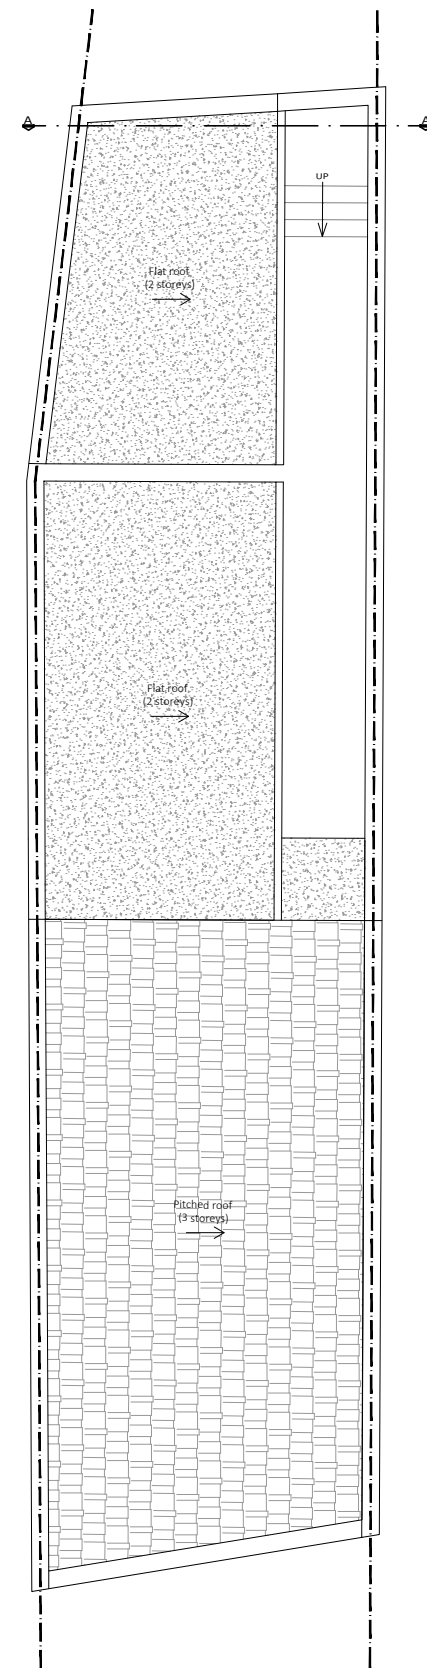 A
A
UP
Flat roof
(2 storeys)
Flat roof
(2 storeys)
Pitched roof
(3 storeys)